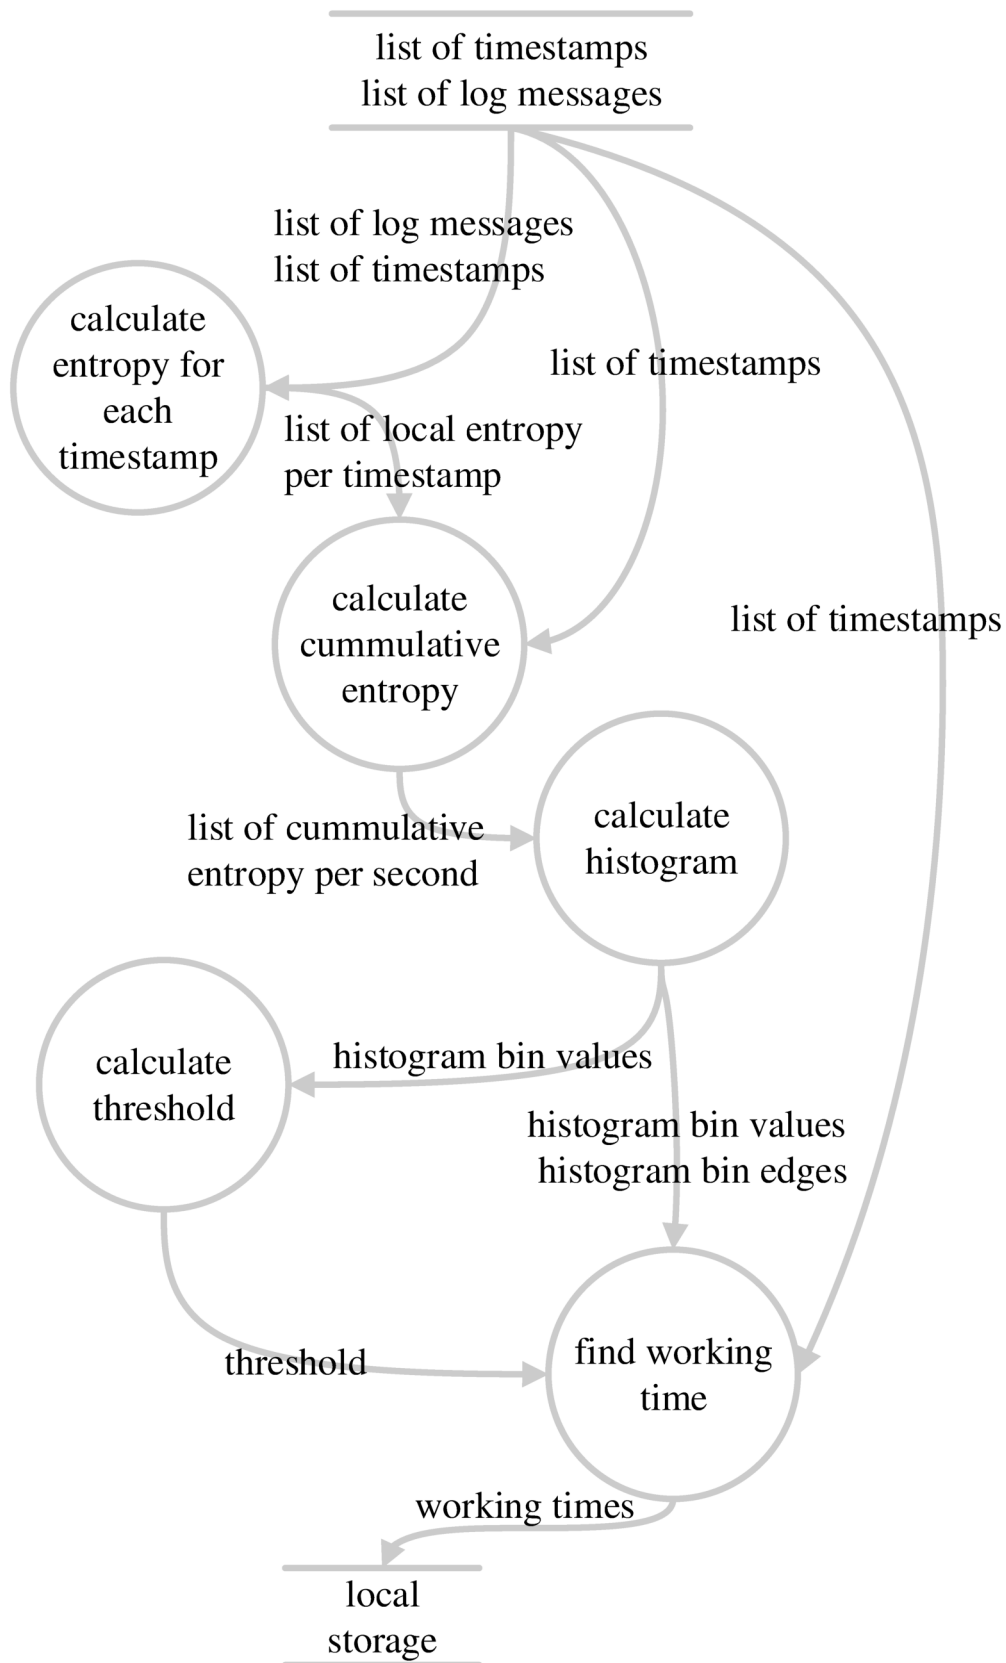 list of timestamps
list of log messages
list of log messages
list of timestamps
calculate
entropy for
each
timestamp
list of timestamps
list of local entropy
per timestamp
calculate
cummulative
entropy
list of timestamps
list of cummulative
entropy per second
calculate
histogram
calculate
threshold
histogram bin values
histogram bin values
histogram bin edges
threshold
find working
time
working times
local
storage